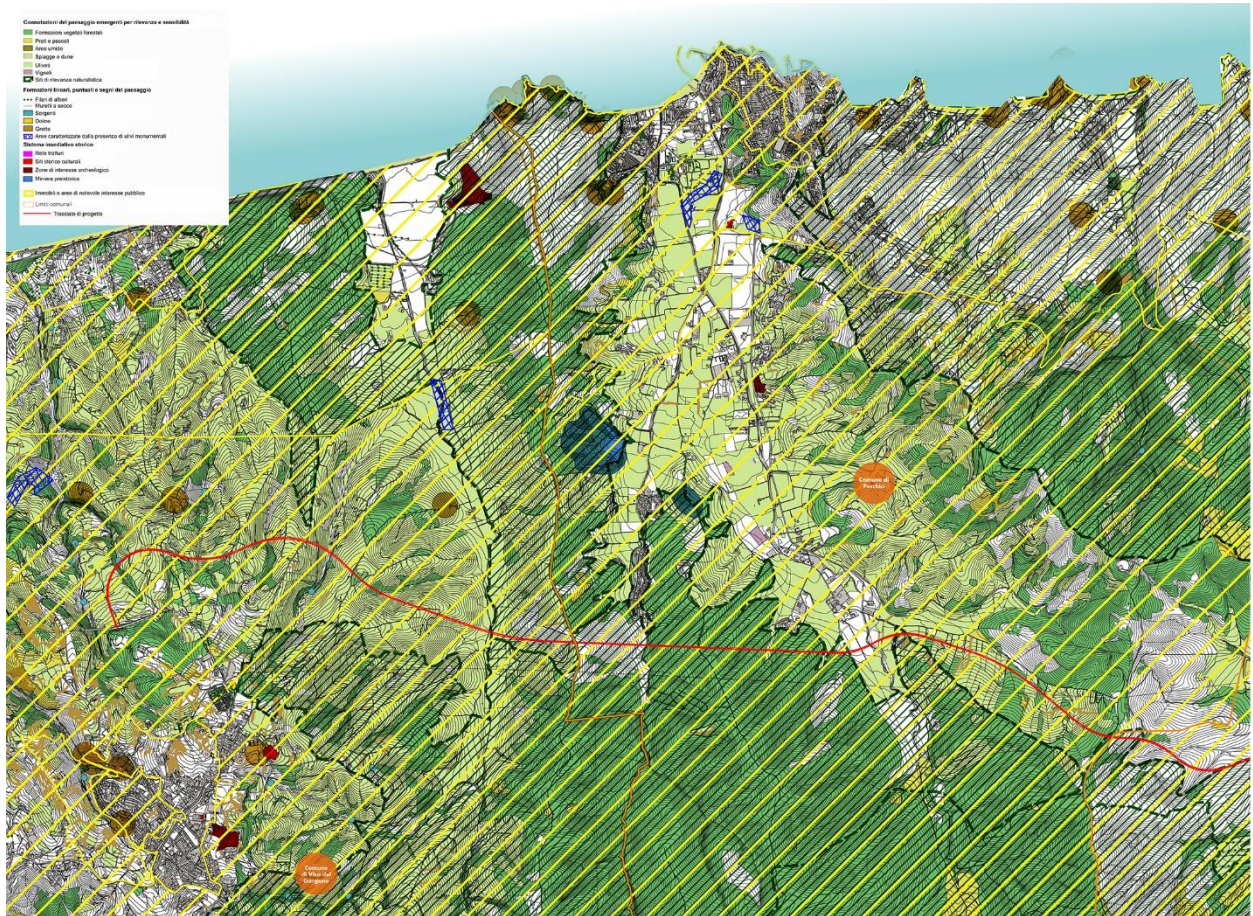 Connotazioni del paesaggio emergenti per rilevanza e sensibilità
Formazioni vegetali forestali
Prati e pascoli
Aree umide
Spiagge e dune
Uliveti
Vigneti
Siti di rilevanza naturalistica
Formazioni lineari, puntuali e segni del paesaggio
Filari di alberi
Muretti a secco
Sorgenti
Doline
Grotte
Aree caratterizzate dalla presenza di ulivi monumentali
Sistema insediativo storico
Rete tratturi
Siti storico culturali
Zone di interesse archeologico
Miniera preistorica
Immobili e aree di notevole interesse pubblico
Limiti comunali
Tracciato di progetto
Comune di
Peschici
Comune
di Vico del
Gargano